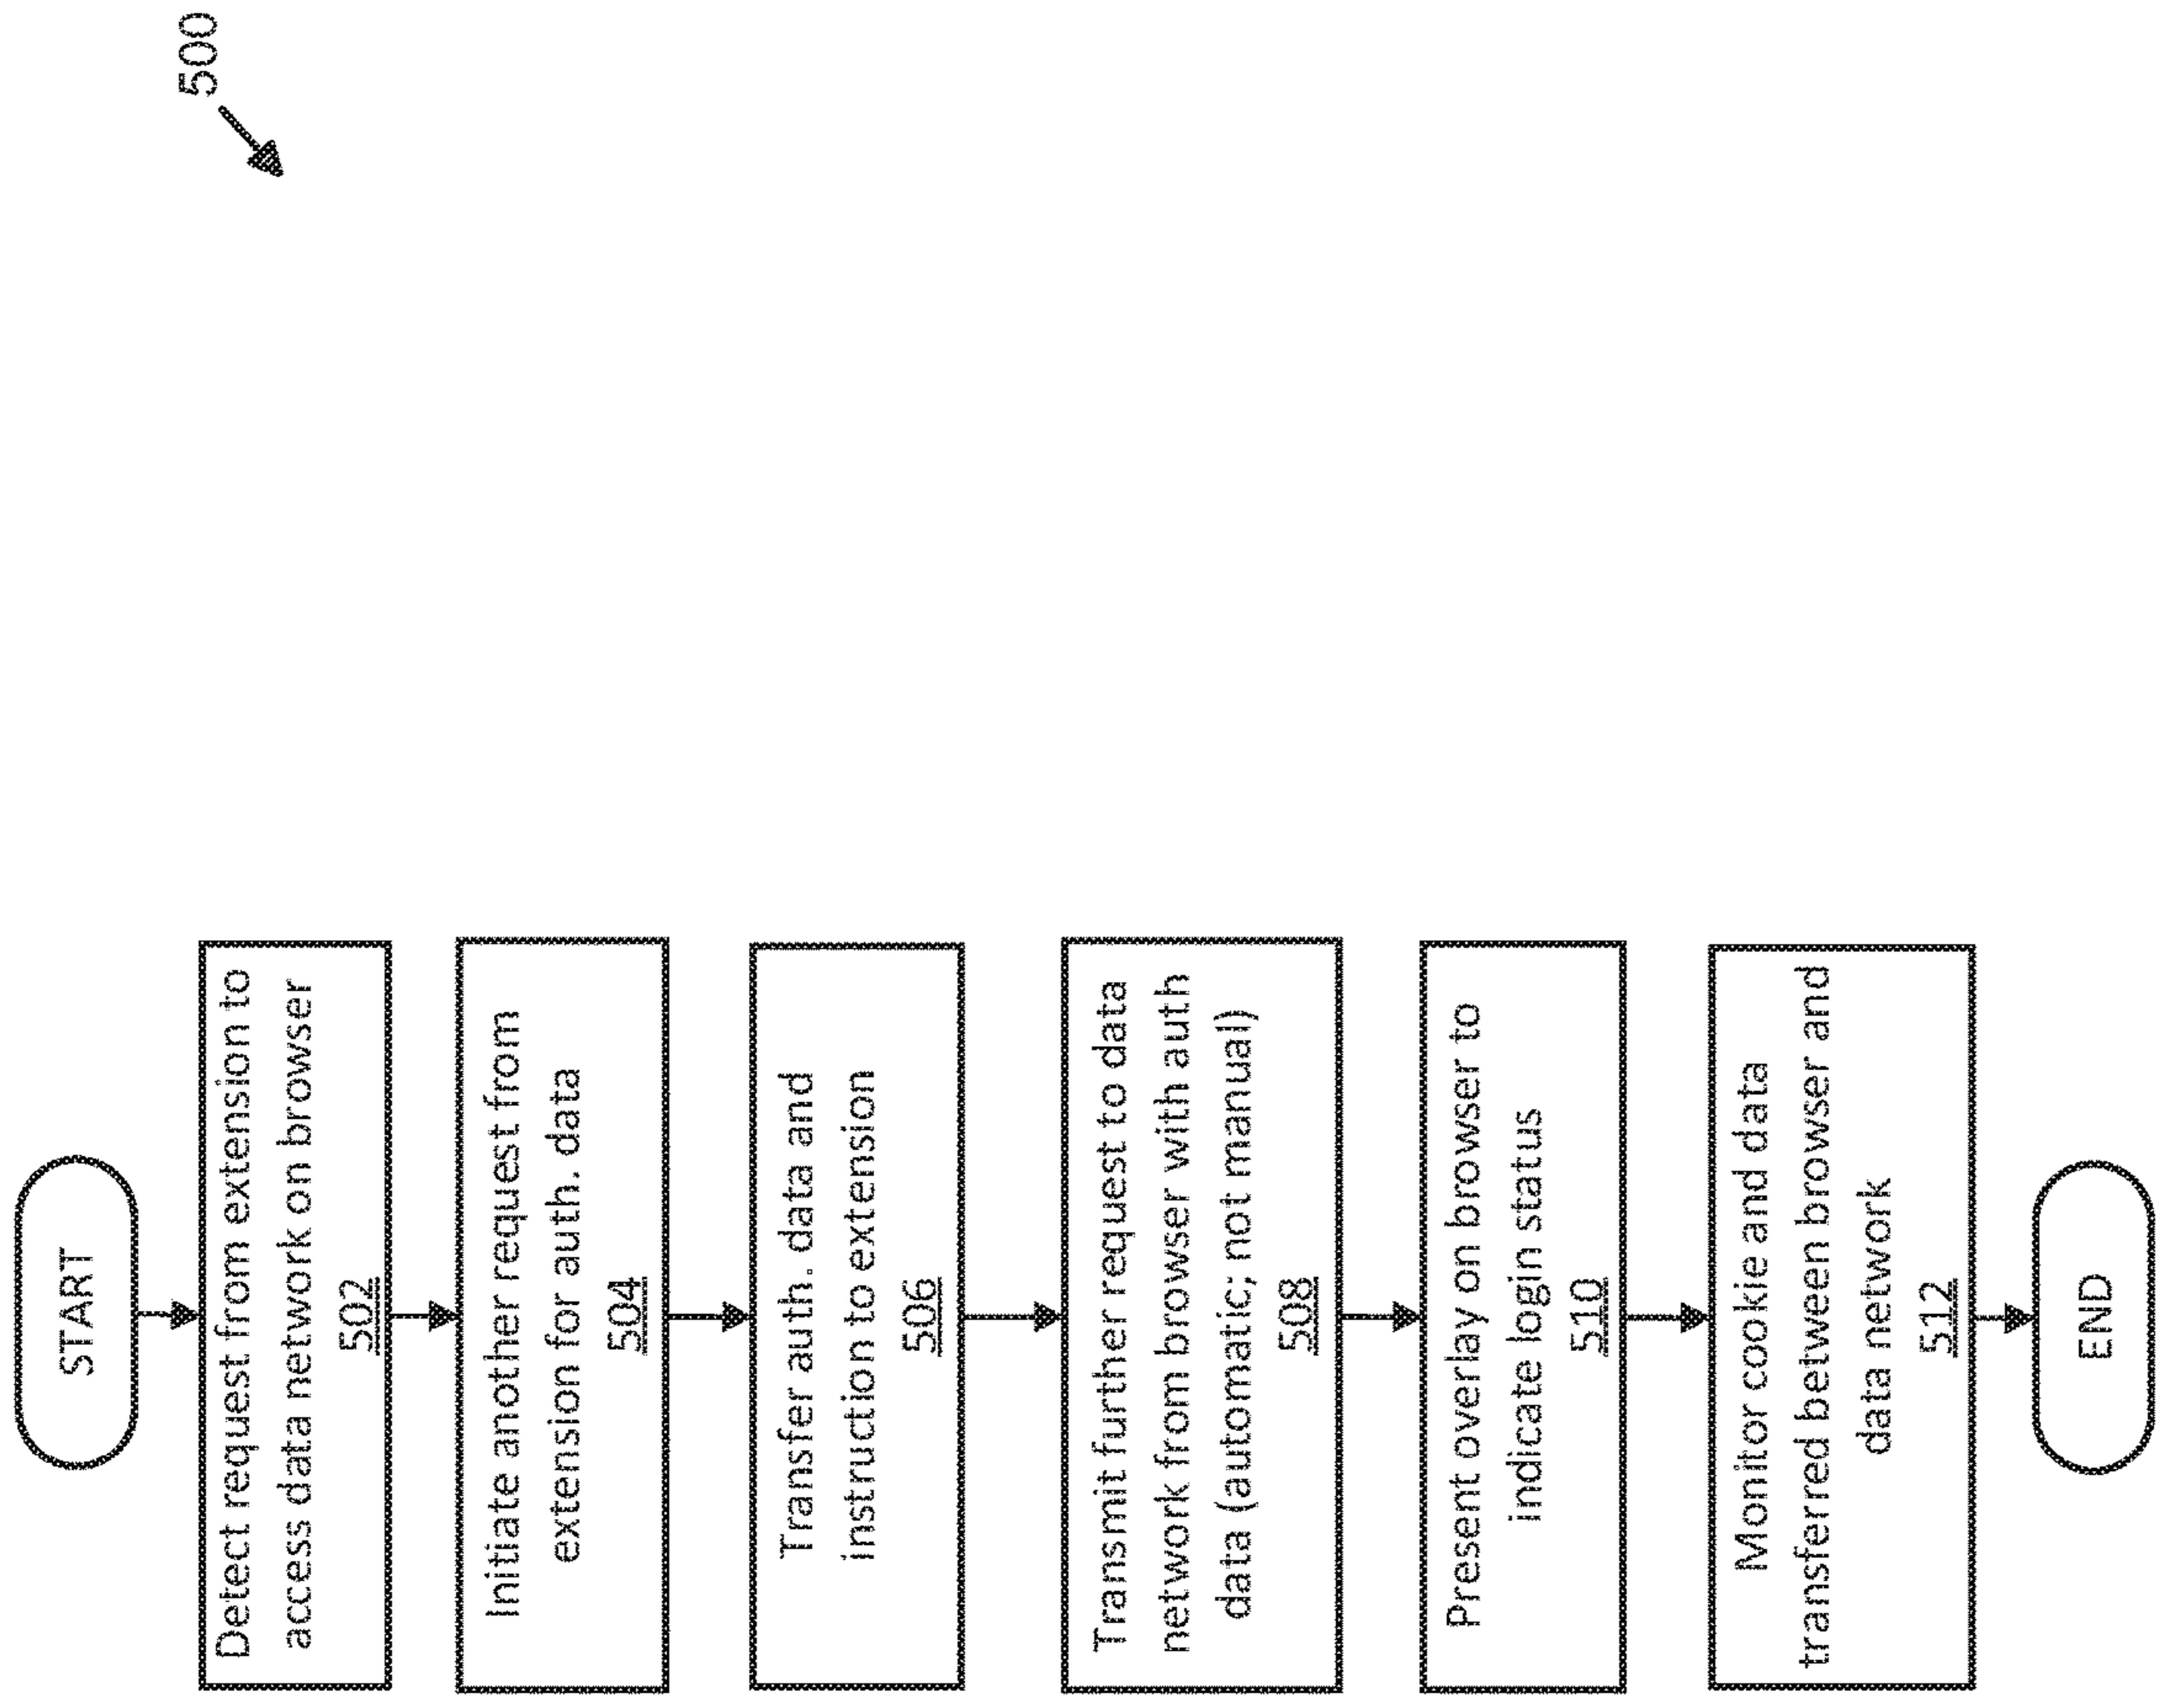 500
START
Detect request from extension to
access data network on browser
502
Initiate another request from
extension for auth. data
504
Transfer auth. data and
instruction to extension
506
Transmit further request to data
network from browser with auth
data (automatic; not manual)
508
Present overlay on browser to
indicate login status
510
Monitor cookie and data
transferred between browser and
data network
512
END